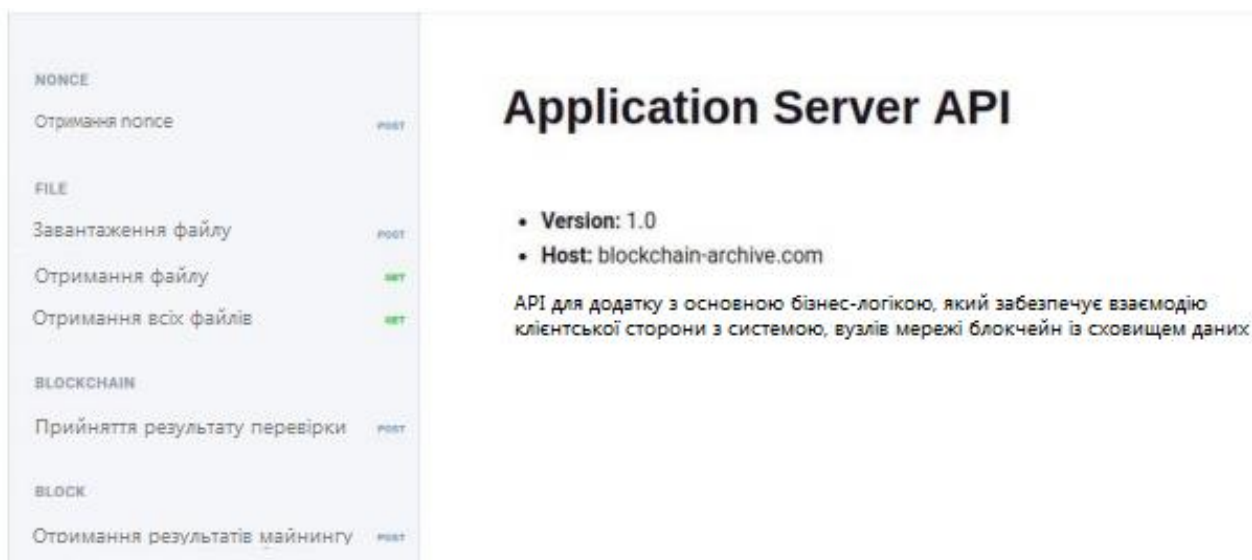 NONCE
Отримання nonce POST
FILE
Завантаження файлу POST
Отримання файлу GET
Отримання всіх файлів GET
BLOCKCHAIN
Прийняття результату перевірки POST
BLOCK
Отримання результатів майнингу POST
Application Server API
• Version: 1.0
• Host: blockchain-archive.com
АРІ для додатку з основною бізнес-логікою, який забезпечує взаємодію
клієнтської сторони з системою, вузлів мережі блокчейн із сховищем даних